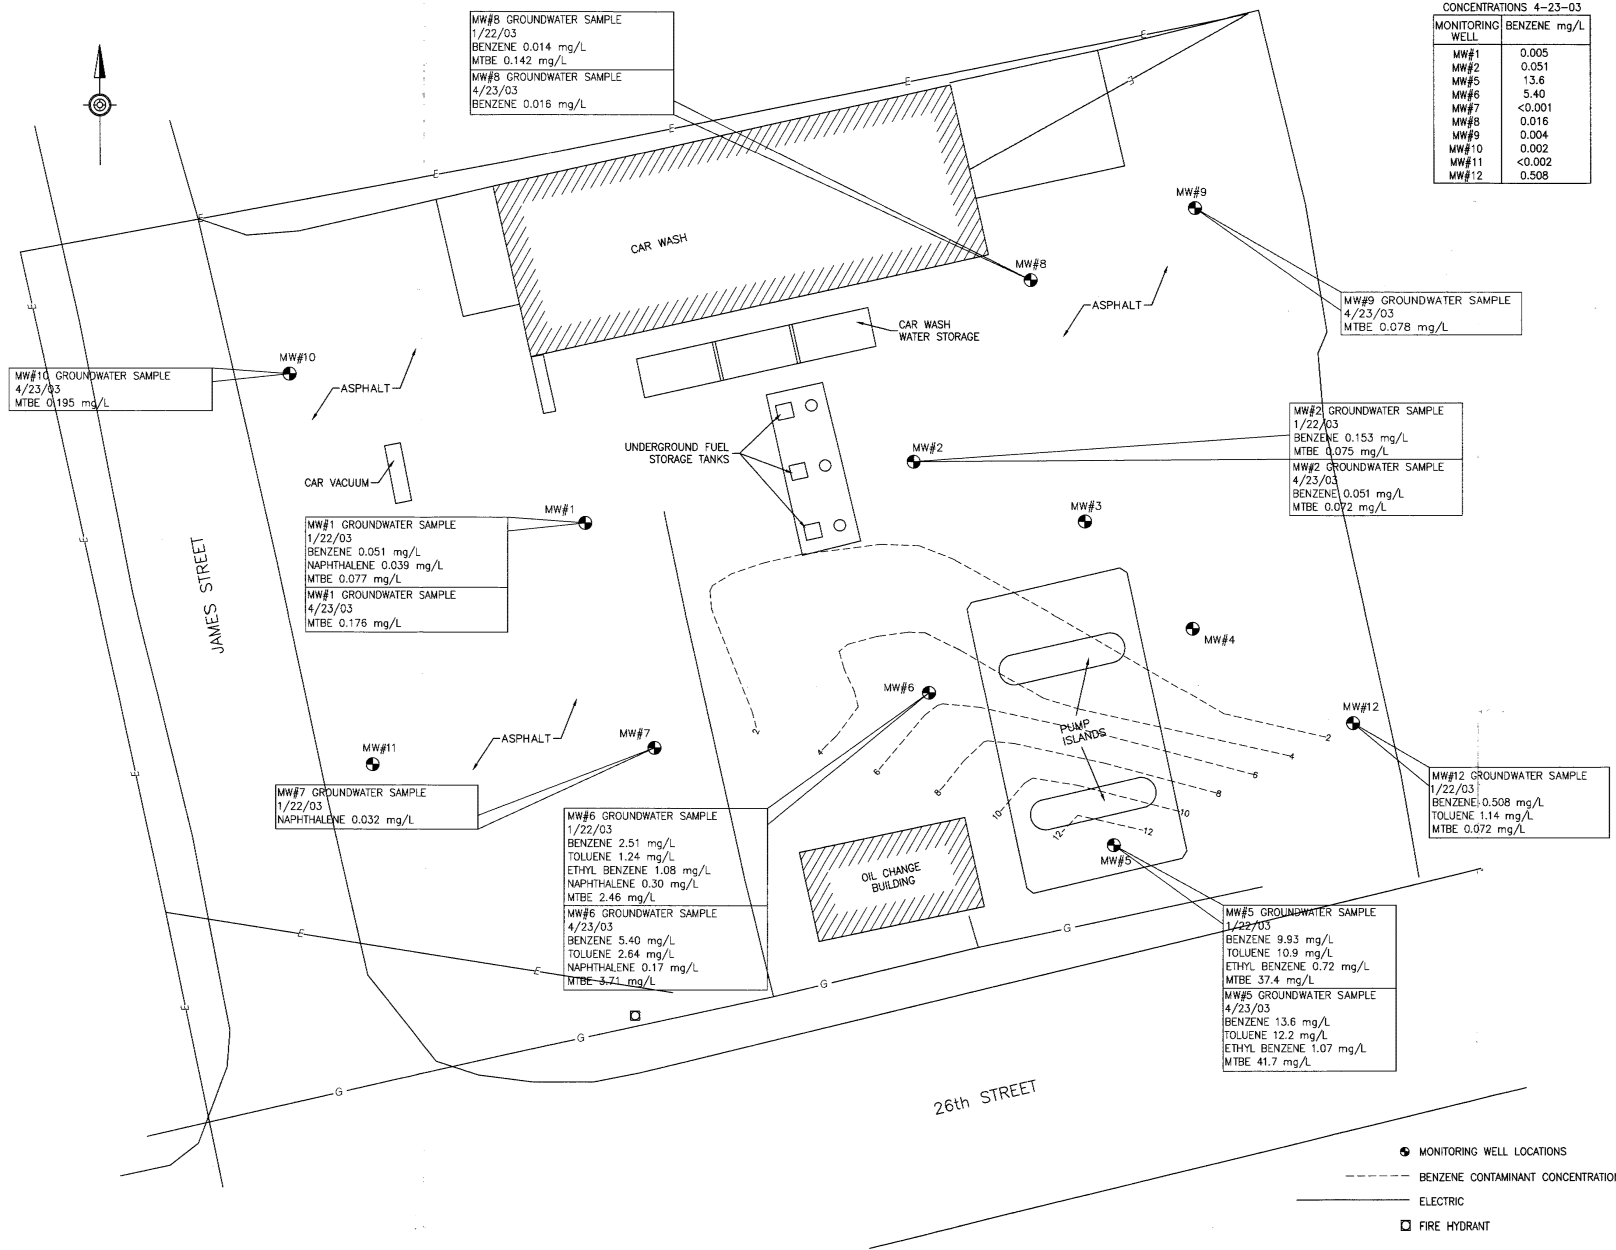 CONCENTRATIONS 4-23-03
MONITORING WELL BENZENE mg/L
MW#1 0.005
MW#2 0.051
MW#5 13.6
MW#6 5.40
MW#7 <0.001
MW#8 0.016
MW#9 0.004
MW#10 0.002
MW#11 <0.002
MW#12 0.508
MW#8 GROUNDWATER SAMPLE
1/22/03
BENZENE 0.014 mg/L
MTBE 0.142 mg/L
MW#8 GROUNDWATER SAMPLE
4/23/03
BENZENE 0.016 mg/L
E
E
E
E
E
E
CAR WASH
MW#9
MW#8
ASPHALT
MW#9 GROUNDWATER SAMPLE
4/23/03
MTBE 0.078 mg/L
CAR WASH
WATER STORAGE
MW#10
MW#10 GROUNDWATER SAMPLE
4/23/03
MTBE 0.195 mg/L
ASPHALT
UNDERGROUND FUEL
STORAGE TANKS
MW#2
MW#2 GROUNDWATER SAMPLE
1/22/03
BENZENE 0.153 mg/L
MTBE 0.075 mg/L
MW#2 GROUNDWATER SAMPLE
4/23/03
BENZENE 0.051 mg/L
MTBE 0.072 mg/L
CAR VACUUM
MW#1
MW#3
MW#1 GROUNDWATER SAMPLE
1/22/03
BENZENE 0.051 mg/L
NAPHTHALENE 0.039 mg/L
MTBE 0.077 mg/L
MW#1 GROUNDWATER SAMPLE
4/23/03
MTBE 0.176 mg/L
JAMES STREET
E
E
E
E
MW#4
MW#6
PUMP
ISLANDS
MW#12
2
4
6
8
10
12
2
4
6
8
10
12
ASPHALT
MW#7
MW#11
MW#7 GROUNDWATER SAMPLE
1/22/03
NAPHTHALENE 0.032 mg/L
MW#12 GROUNDWATER SAMPLE
1/22/03
BENZENE 0.508 mg/L
TOLUENE 1.14 mg/L
MTBE 0.072 mg/L
MW#6 GROUNDWATER SAMPLE
1/22/03
BENZENE 2.51 mg/L
TOLUENE 1.24 mg/L
ETHYL BENZENE 1.08 mg/L
NAPHTHALENE 0.30 mg/L
MTBE 2.46 mg/L
MW#6 GROUNDWATER SAMPLE
4/23/03
BENZENE 5.40 mg/L
TOLUENE 2.64 mg/L
NAPHTHALENE 0.17 mg/L
MTBE 3.71 mg/L
MW#5
OIL CHANGE
BUILDING
MW#5 GROUNDWATER SAMPLE
1/22/03
BENZENE 9.93 mg/L
TOLUENE 10.9 mg/L
ETHYL BENZENE 0.72 mg/L
MTBE 37.4 mg/L
MW#5 GROUNDWATER SAMPLE
4/23/03
BENZENE 13.6 mg/L
TOLUENE 12.2 mg/L
ETHYL BENZENE 1.07 mg/L
MTBE 41.7 mg/L
E
E
G
G
G
G
26th STREET
MONITORING WELL LOCATIONS
BENZENE CONTAMINANT CONCENTRATION
ELECTRIC
FIRE HYDRANT